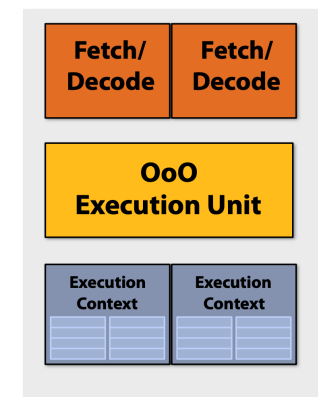 Fetch/
Decode
Fetch/
Decode
OoO
Execution Unit
Execution
Context
Execution
Context